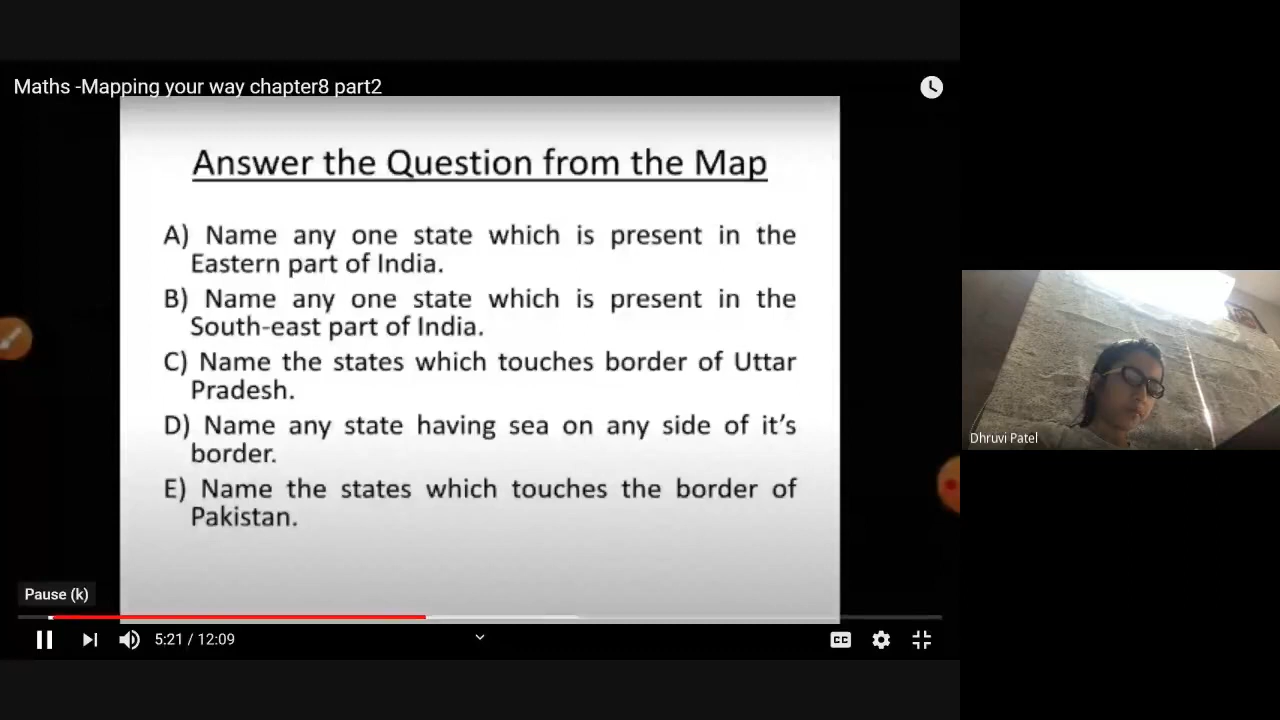 Maths -Mapping your way chapter8 part2
Answer the Question from the Map
A) Name any one state which is present in the
Eastern part of India.
B) Name any one state which is present in the
South-east part of India.
C) Name the states which touches border of Uttar
Pradesh.
D) Name any state having sea on any side of it's
border.
E) Name the states which touches the border of
Pakistan.
Dhruvi Patel
Pause (k)
5:21 / 12:09
CC